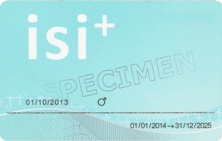 isi+
SPECIMEN
01/10/2013 ♂
01/01/2014→31/12/2025